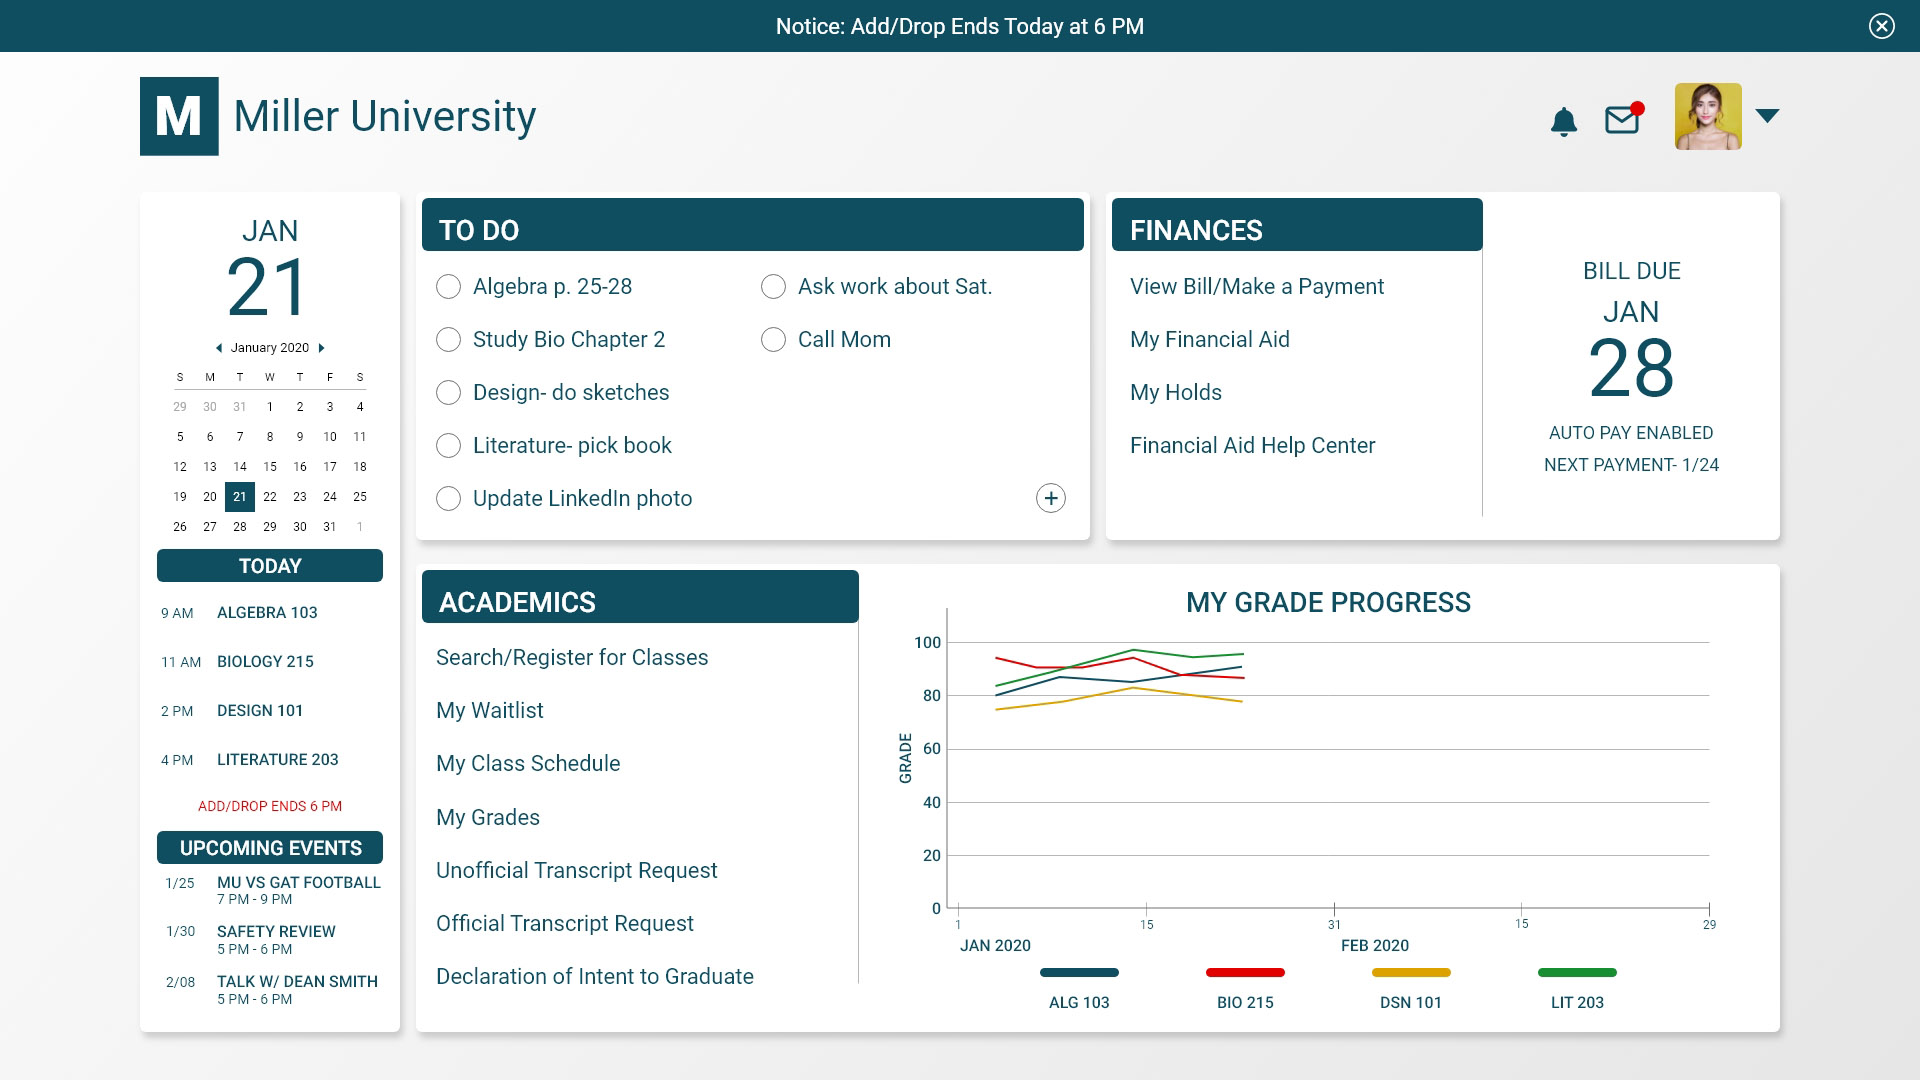 Notice: Add/Drop Ends Today at 6 PM
M Miller University
JAN
21
January 2020
S M T W T F S
29 30 31 1 2 3 4
5 6 7 8 9 10 11
12 13 14 15 16 17 18
19 20 21 22 23 24 25
26 27 28 29 30 31 1
TODAY
9 AM ALGEBRA 103
11 AM BIOLOGY 215
2 PM DESIGN 101
4 PM LITERATURE 203
ADD/DROP ENDS 6 PM
UPCOMING EVENTS
1/25 MU VS GAT FOOTBALL
7 PM - 9 PM
1/30 SAFETY REVIEW
5 PM - 6 PM
2/08 TALK W/ DEAN SMITH
5 PM - 6 PM
TO DO
Algebra p. 25-28
Study Bio Chapter 2
Design- do sketches
Literature- pick book
Update LinkedIn photo
Ask work about Sat.
Call Mom
+
FINANCES
View Bill/Make a Payment
My Financial Aid
My Holds
Financial Aid Help Center
BILL DUE
JAN
28
AUTO PAY ENABLED
NEXT PAYMENT- 1/24
ACADEMICS
Search/Register for Classes
My Waitlist
My Class Schedule
My Grades
Unofficial Transcript Request
Official Transcript Request
Declaration of Intent to Graduate
MY GRADE PROGRESS
GRADE
100
80
60
40
20
0
1 15 31 15 29
JAN 2020 FEB 2020
ALG 103 BIO 215 DSN 101 LIT 203